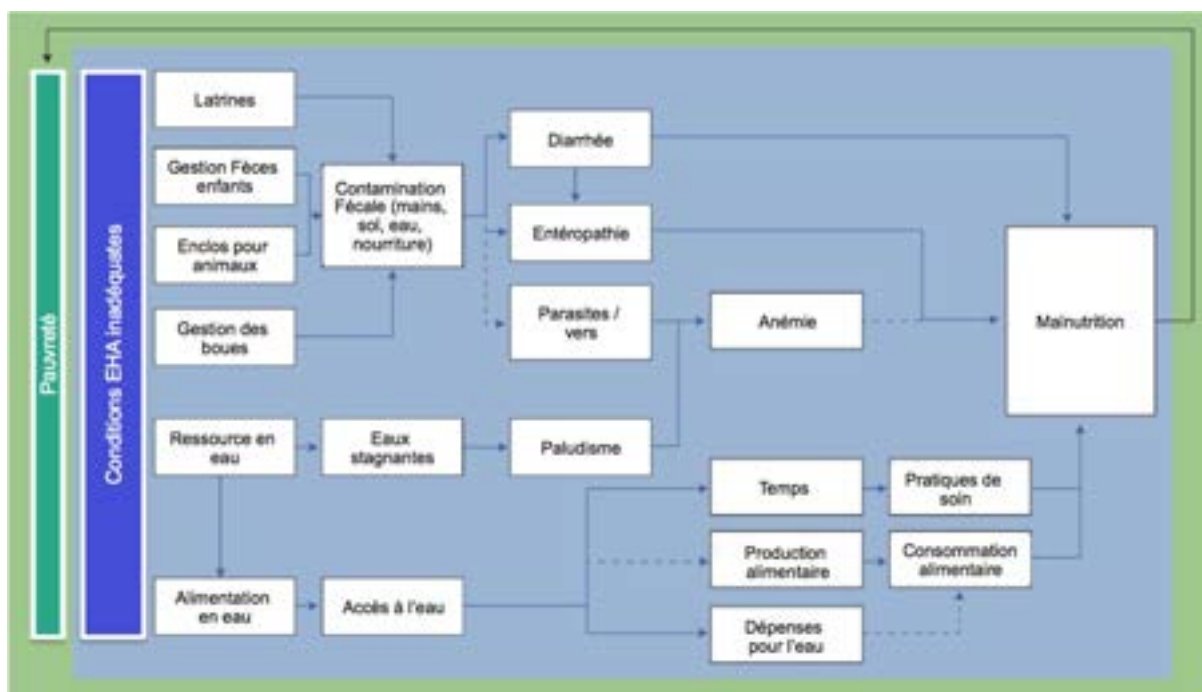 Pauvreté
Conditions EHA inadéquates
Latrines
Gestion Fèces
enfants
Enclos pour
animaux
Gestion des
boues
Contamination
Fécale (mains,
sol, eau,
nourriture)
Diarrhée
Entéropathie
Parasites /
vers
Anémie
Malnutrition
Ressource en
eau
Eaux
stagnantes
Paludisme
Temps
Pratiques de
soin
Production
alimentaire
Consommation
alimentaire
Alimentation
en eau
Accès à l'eau
Dépenses
pour l'eau